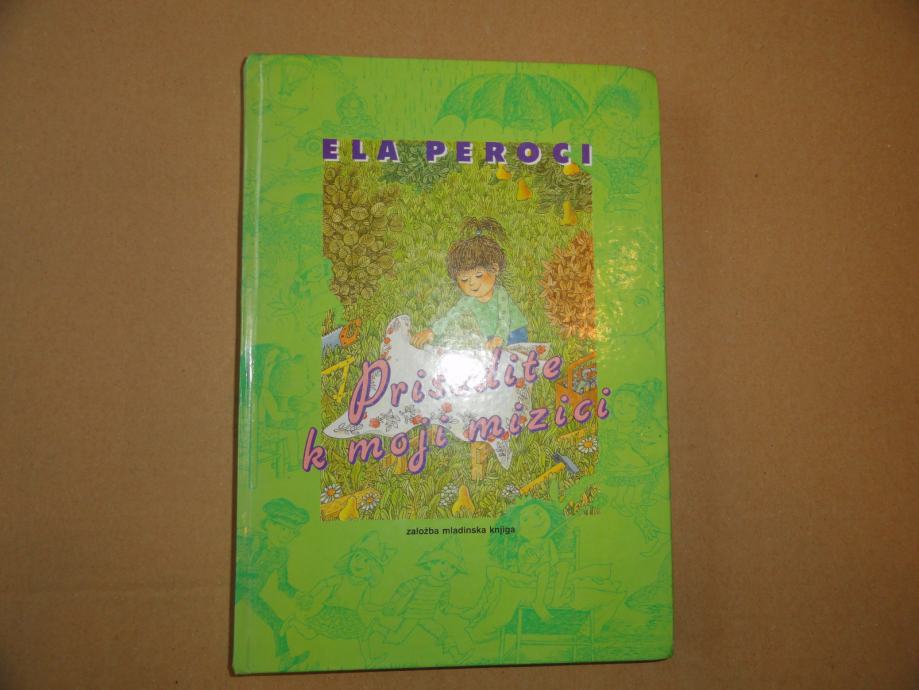 ELA PEROCI
Prisedite
k moji mizici
založba mladinska knjiga